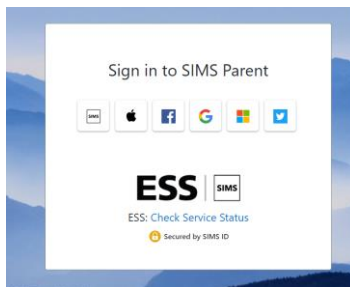 Sign in to SIMS Parent
SIMS
ESS SIMS
ESS: Check Service Status
Secured by SIMS ID